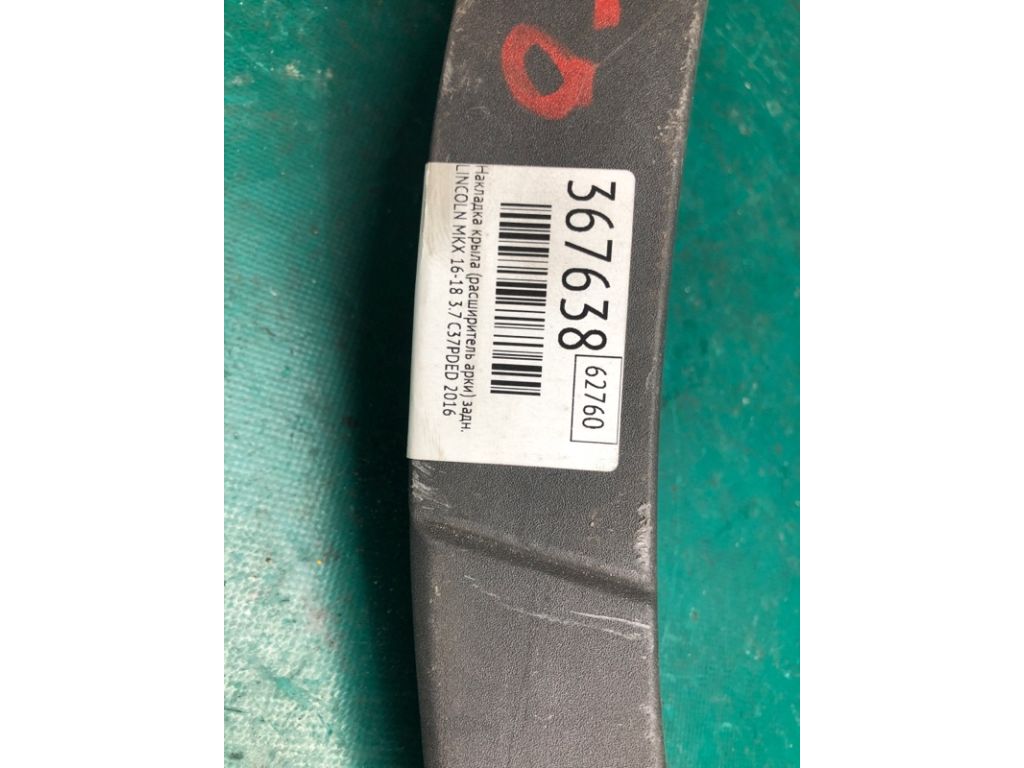 367638
62760
Накладка крыла (расширитель арки) задн.
LINCOLN MKX 16-18 3.7 C37PDED 2016